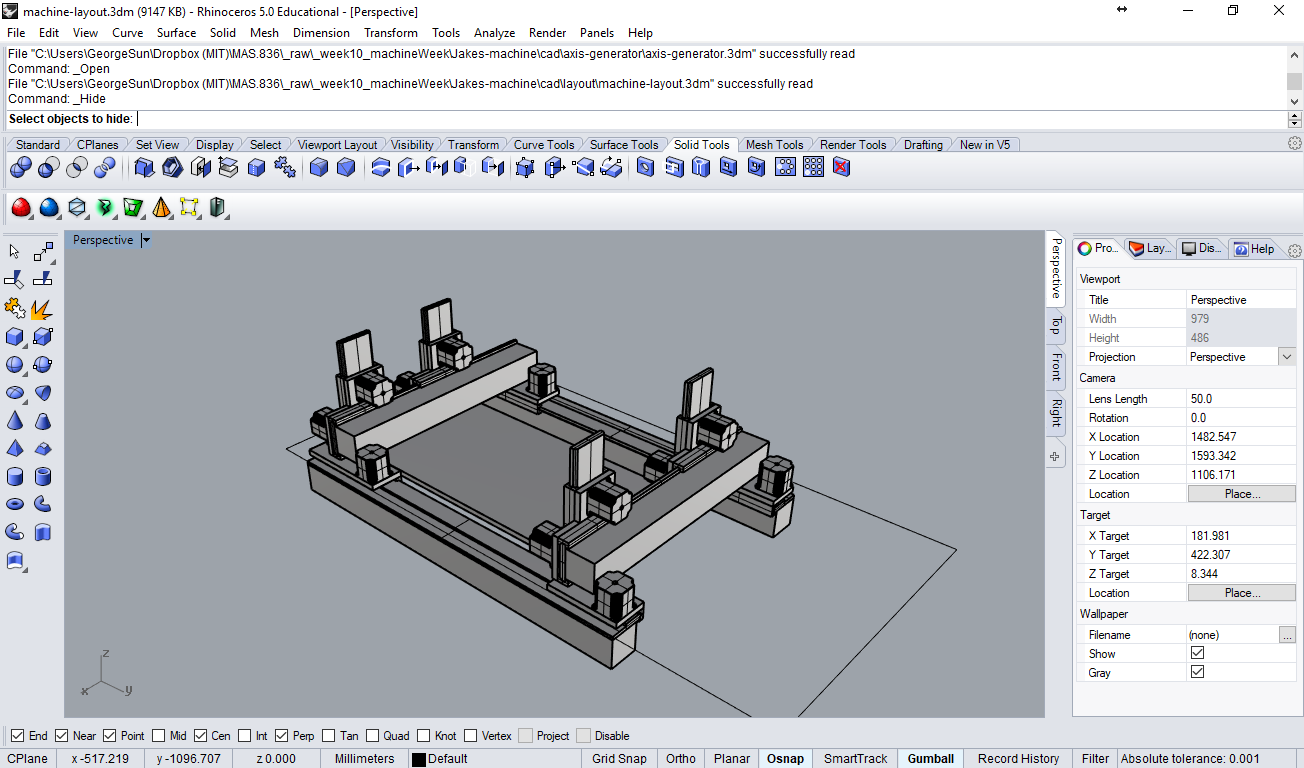 machine-layout.3dm (9147 KB) - Rhinoceros 5.0 Educational - [Perspective]
File Edit View Curve Surface Solid Mesh Dimension Transform Tools Analyze Render Panels Help
File "C:\Users\GeorgeSun\Dropbox (MIT)\MAS.836\_raw\_week10_machineWeek\Jakes-machine\cad\axis-generator\axis-generator.3dm" successfully read
Command: _Open
File "C:\Users\GeorgeSun\Dropbox (MIT)\MAS.836\_raw\_week10_machineWeek\Jakes-machine\cad\layout\machine-layout.3dm" successfully read
Command: _Hide
Select objects to hide:
Standard CPlanes Set View Display Select Viewport Layout Visibility Transform Curve Tools Surface Tools Solid Tools Mesh Tools Render Tools Drafting New in V5
Perspective
z
x
y
Perspective
Top
Front
Right
Pro... Lay... Dis... Help
Viewport
Title Perspective
Width 979
Height 486
Projection Perspective
Camera
Lens Length 50.0
Rotation 0.0
X Location 1482.547
Y Location 1593.342
Z Location 1106.171
Location Place...
Target
X Target 181.981
Y Target 422.307
Z Target 8.344
Location Place...
Wallpaper
Filename (none) ...
Show
Gray
End Near Point Mid Cen Int Perp Tan Quad Knot Vertex Project Disable
CPlane x -517.219 y -1096.707 z 0.000 Millimeters Default Grid Snap Ortho Planar Osnap SmartTrack Gumball Record History Filter Absolute tolerance: 0.001